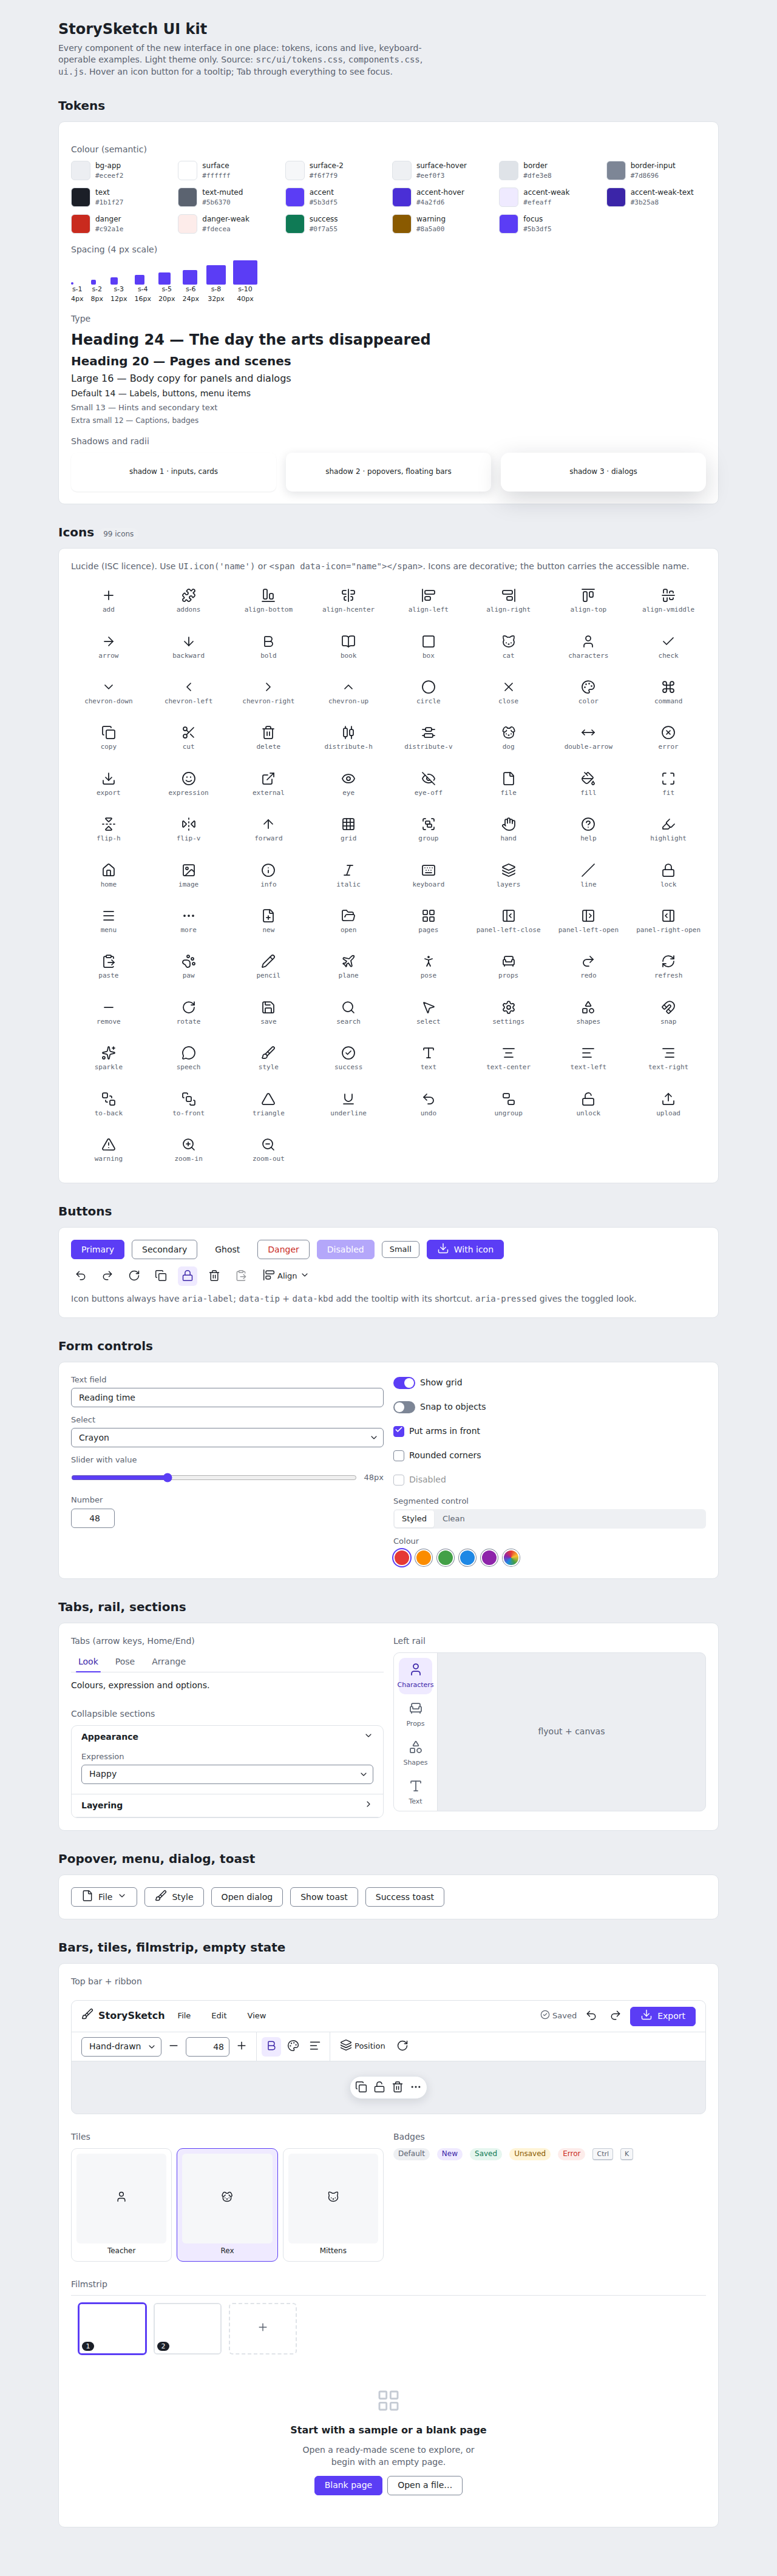 StorySketch UI kit
Every component of the new interface in one place: tokens, icons and live, keyboard-
operable examples. Light theme only. Source: src/ui/tokens.css, components.css,
ui.js. Hover an icon button for a tooltip; Tab through everything to see focus.
Tokens
Colour (semantic)
bg-app surface surface-2 surface-hover border border-input
#eceef2 #ffffff #f6f7f9 #eef0f3 #dfe3e8 #7d8696
text text-muted accent accent-hover accent-weak accent-weak-text
#1b1f27 #5b6370 #5b3df5 #4a2fd6 #efeaff #3b25a8
danger danger-weak success warning focus
#c92a1e #fdecea #0f7a55 #8a5a00 #5b3df5
Spacing (4 px scale)
s-1 s-2 s-3 s-4 s-5 s-6 s-8 s-10
4px 8px 12px 16px 20px 24px 32px 40px
Type
Heading 24 — The day the arts disappeared
Heading 20 — Pages and scenes
Large 16 — Body copy for panels and dialogs
Default 14 — Labels, buttons, menu items
Small 13 — Hints and secondary text
Extra small 12 — Captions, badges
Shadows and radii
shadow 1 · inputs, cards shadow 2 · popovers, floating bars shadow 3 · dialogs
Icons 99 icons
Lucide (ISC licence). Use UI.icon('name') or <span data-icon="name"></span>. Icons are decorative; the button carries the accessible name.
add addons align-bottom align-hcenter align-left align-right align-top align-vmiddle
arrow backward bold book box cat characters check
chevron-down chevron-left chevron-right chevron-up circle close color command
copy cut delete distribute-h distribute-v dog double-arrow error
export expression external eye eye-off file fill fit
flip-h flip-v forward grid group hand help highlight
home image info italic keyboard layers line lock
menu more new open pages panel-left-close panel-left-open panel-right-open
paste paw pencil plane pose props redo refresh
remove rotate save search select settings shapes snap
sparkle speech style success text text-center text-left text-right
to-back to-front triangle underline undo ungroup unlock upload
warning zoom-in zoom-out
Buttons
Primary Secondary Ghost Danger Disabled Small With icon
Align
Icon buttons always have aria-label; data-tip + data-kbd add the tooltip with its shortcut. aria-pressed gives the toggled look.
Form controls
Text field
Reading time
Select
Crayon
Slider with value
48px
Number
48
Show grid
Snap to objects
Put arms in front
Rounded corners
Disabled
Segmented control
Styled Clean
Colour
Tabs, rail, sections
Tabs (arrow keys, Home/End)
Look Pose Arrange
Colours, expression and options.
Collapsible sections
Appearance
Expression
Happy
Layering
Left rail
Characters
Props
Shapes
Text
flyout + canvas
Popover, menu, dialog, toast
File Style Open dialog Show toast Success toast
Bars, tiles, filmstrip, empty state
Top bar + ribbon
StorySketch File Edit View Saved Export
Hand-drawn 48 Position
Tiles
Teacher Rex Mittens
Badges
Default New Saved Unsaved Error Ctrl K
Filmstrip
1 2
Start with a sample or a blank page
Open a ready-made scene to explore, or
begin with an empty page.
Blank page Open a file…